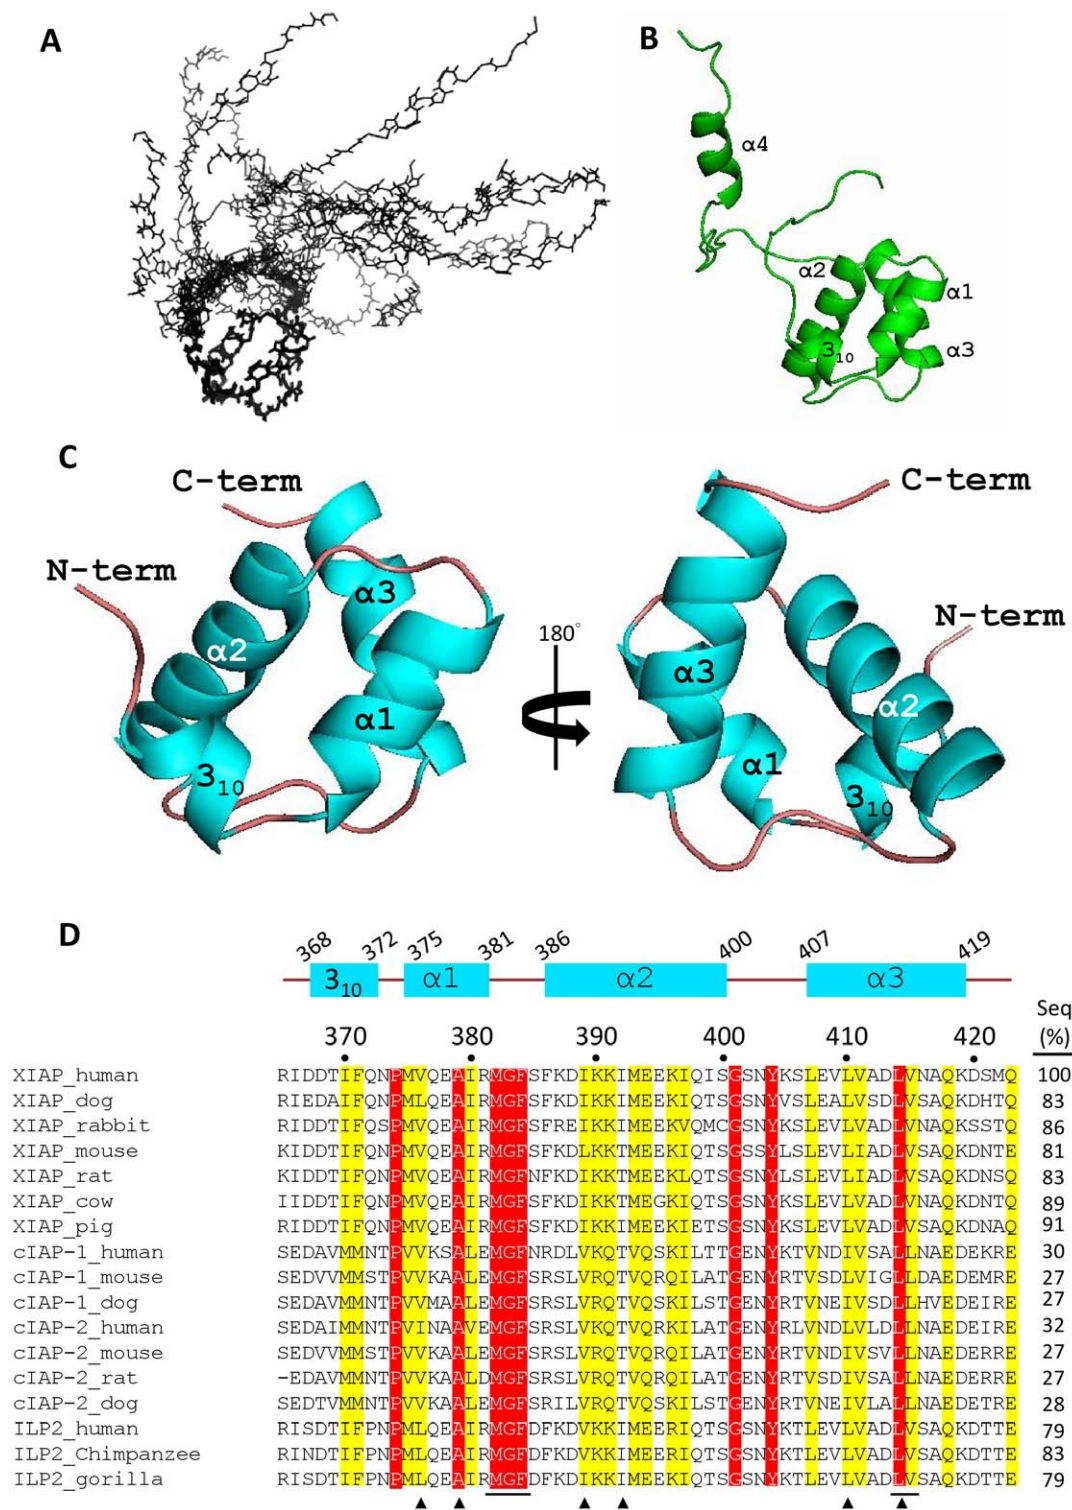 A
B
α4
α2
α1
3₁₀
α3
C
C-term
N-term
α3
α2
α1
3₁₀
180°
C-term
N-term
α3
α2
α1
3₁₀
D
368 372 375 381 386 400 407 419
3₁₀ α1 α2 α3
Seq
(%)
370 380 390 400 410 420
XIAP_human RIDDTIFQNPMVQEAIRMGFSFKDIKKIMEEKIQISGSNYKSLEVLVADLVNAQKDSMQ 100
XIAP_dog RIEDAIFQNPMLQEAIRMGFSFKDIKKIMEEKIQTSGSNYVSLEALVSDLVSAQKDHTQ 83
XIAP_rabbit RIDDTIFQSPMVQEAIRMGFSFREIKKIMEEKVQMCGSNYKSLEVLVADLVNAQKSSTQ 86
XIAP_mouse KIDDTIFQNPMVQEAIRMGFSFKDLKKTMEEKIQTSGSSYLSLEVLIADLVSAQKDNTE 81
XIAP_rat KIDDTIFQNPMVQEAIRMGFNFKDIKKTMEEKLQTSGSNYLSLEVLIADLVSAQKDNSQ 83
XIAP_cow IIDDTIFQNPMVQEAIRMGFSFKDIKKTMEGKIQTSGSNYLSLEVLVADLVNAQKDNTQ 89
XIAP_pig RIDDTIFQNPMVQEAIRMGFSFKDIKKIMEEKIETSGSNYKSLEVLVADLVSAQKDNAQ 91
cIAP-1_human SEDAVMMNTPVVKSALEMGFNRDLVKQTVQSKILTTGENYKTVNDIVSALLNAEDEKRE 30
cIAP-1_mouse SEDVVMMSTPVVKAALEMGFSRSLVRQTVQRQILATGENYRTVSDLVIGLLDAEDEMRE 27
cIAP-1_dog SEDAVMMNTPVVMAALEMGFSRSLVRQTVQSKILSTGENYRTVNEIVSDLLHVEDEIRE 27
cIAP-2_human SEDAIMMNTPVINAAVEMGFSRSLVKQTVQRKILATGENYRLVNDLVLDLLNAEDEIRE 32
cIAP-2_mouse SEDAVMMNTPVVKAALEMGFSRSLVKQTVQRQILATGENYRTVNDIVSVLLNAEDERRE 27
cIAP-2_rat -EDAVMMNTPVVKAALDMGFSRSLVKQTVQRQILATGENYRTVNDIVSALLNAEDERRE 27
cIAP-2_dog SEDTVMMNTPVVKAALEMGFSRILVRQTVQSKILATGENYRTVNEIVLALLNAEDETRE 28
ILP2_human RISDTIFPNPMLQEAIRMGFDFKDVKKIMEERIQTSGSNYKTLEVLVADLVSAQKDTTE 79
ILP2_Chimpanzee RINDTIFPNPMLQEAIRMGFDFKDVKKIMEERIQTSGSNYKTLEVLVADLVSAQKDTTE 83
ILP2_gorilla RISDTIFPNPMLQEAIRMGFDFKDIKKIMEEKIQTSGSNYKTLEVLVADLVSAQKDTTE 79